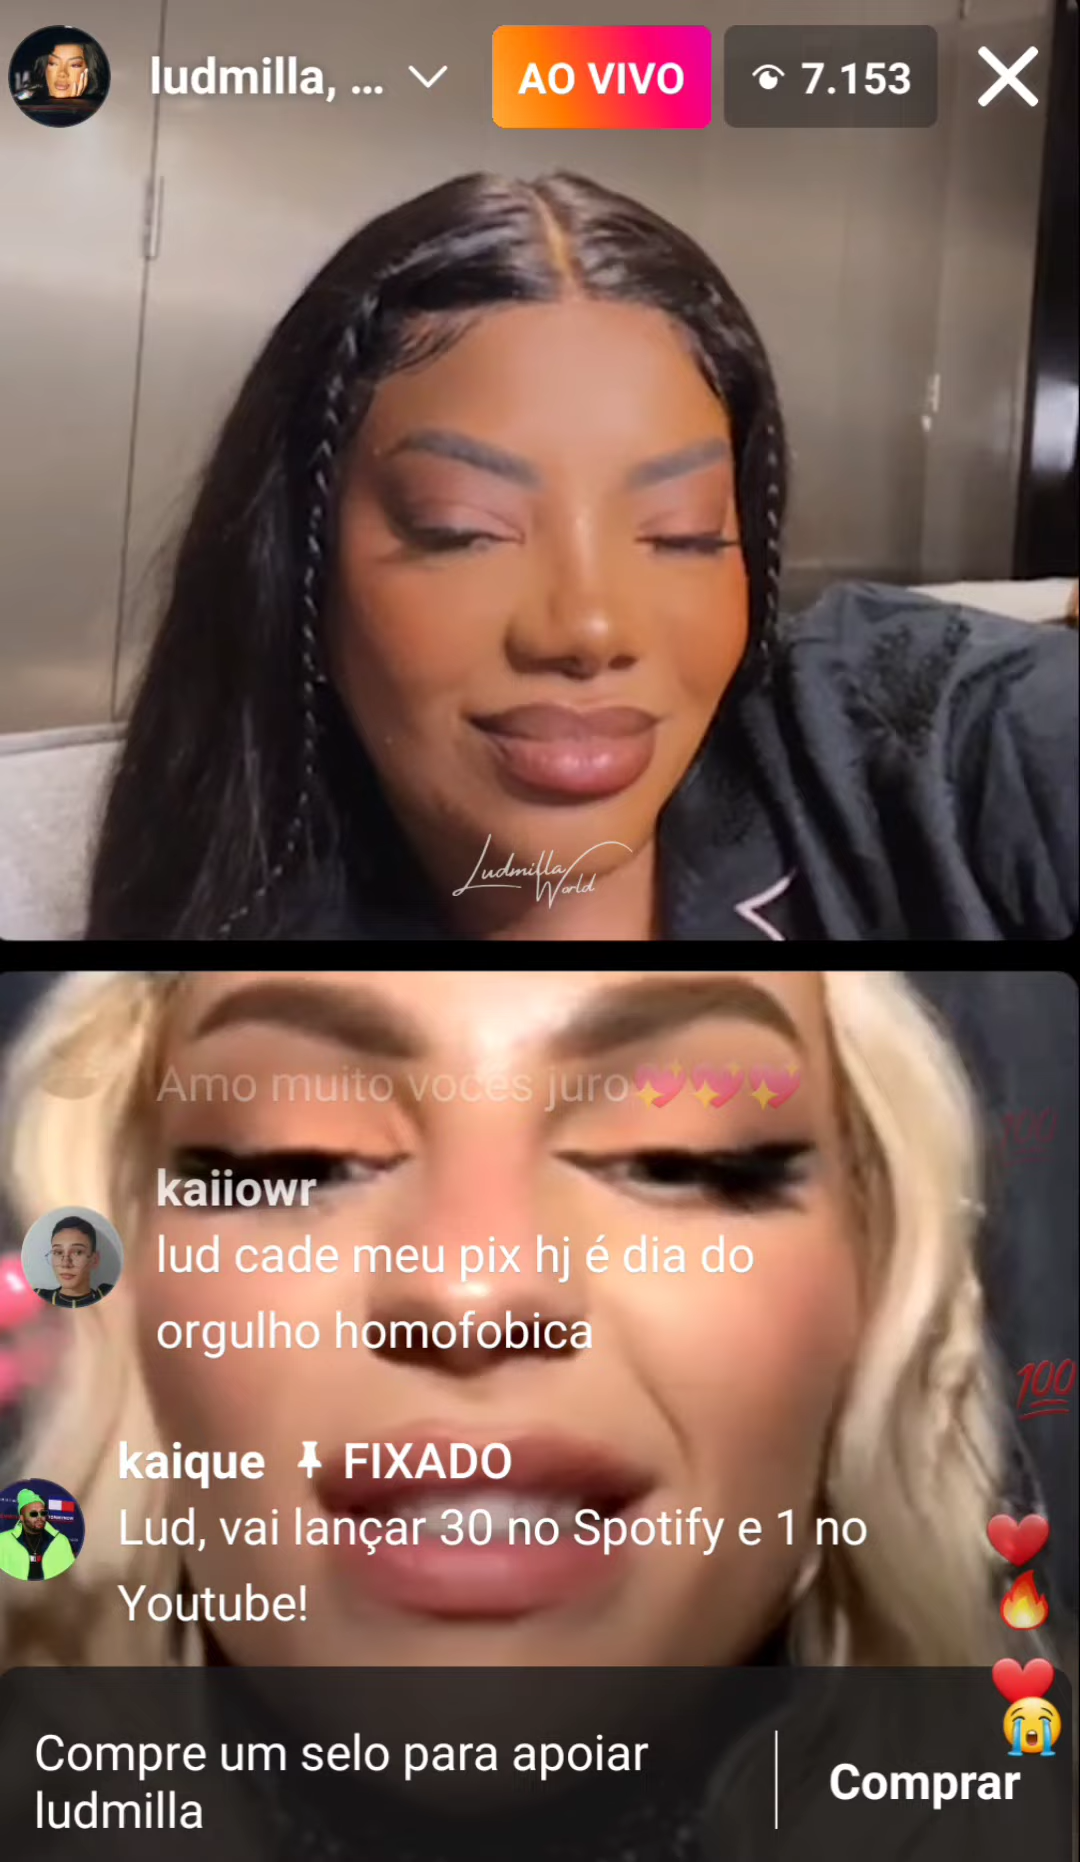 ludmilla, ...
AO VIVO
7.153
Ludmilla
World
Amo muito voces juro💖💖💖
kaiiowr
lud cade meu pix hj é dia do
orgulho homofobica
kaique 📌 FIXADO
Lud, vai lançar 30 no Spotify e 1 no
Youtube!
Compre um selo para apoiar
ludmilla
Comprar